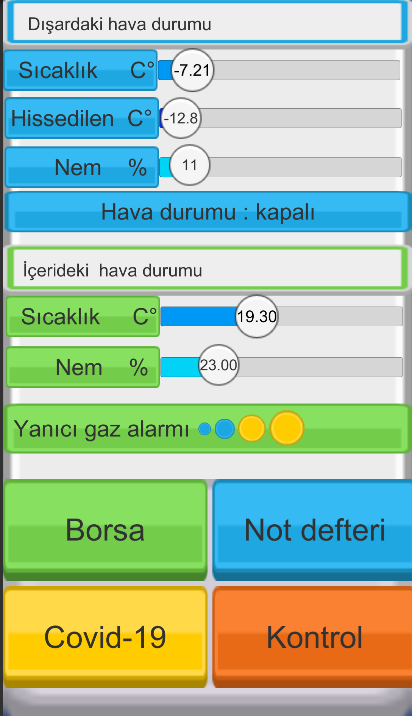 Dışardaki hava durumu
Sıcaklık C° -7.21
Hissedilen C° -12.8
Nem % 11
Hava durumu : kapalı
İçerideki hava durumu
Sıcaklık C° 19.30
Nem % 23.00
Yanıcı gaz alarmı
Borsa Not defteri
Covid-19 Kontrol